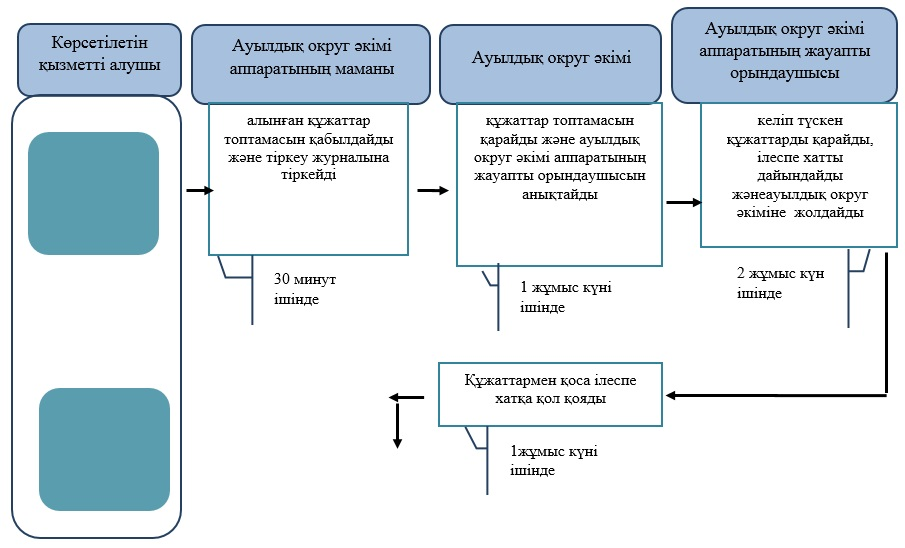 Көрсетілетін
қызметті алушы
Ауылдық округ әкімі
аппаратының маманы
Ауылдық округ әкімі
Ауылдық округ әкімі
аппаратының жауапты
орындаушысы
алынған құжаттар
топтамасын қабылдайды
және тіркеу журналына
тіркейді
құжаттар топтамасын
қарайды және ауылдық
округ әкімі аппаратының
жауапты орындаушысын
анықтайды
келіп түскен
құжаттарды қарайды,
ілеспе хатты
дайындайды
жәнеауылдық округ
әкіміне жолдайды
30 минут
ішінде
1 жұмыс күні
ішінде
2 жұмыс күн
ішінде
Құжаттармен қоса ілеспе
хатқа қол қояды
1жұмыс күні
ішінде